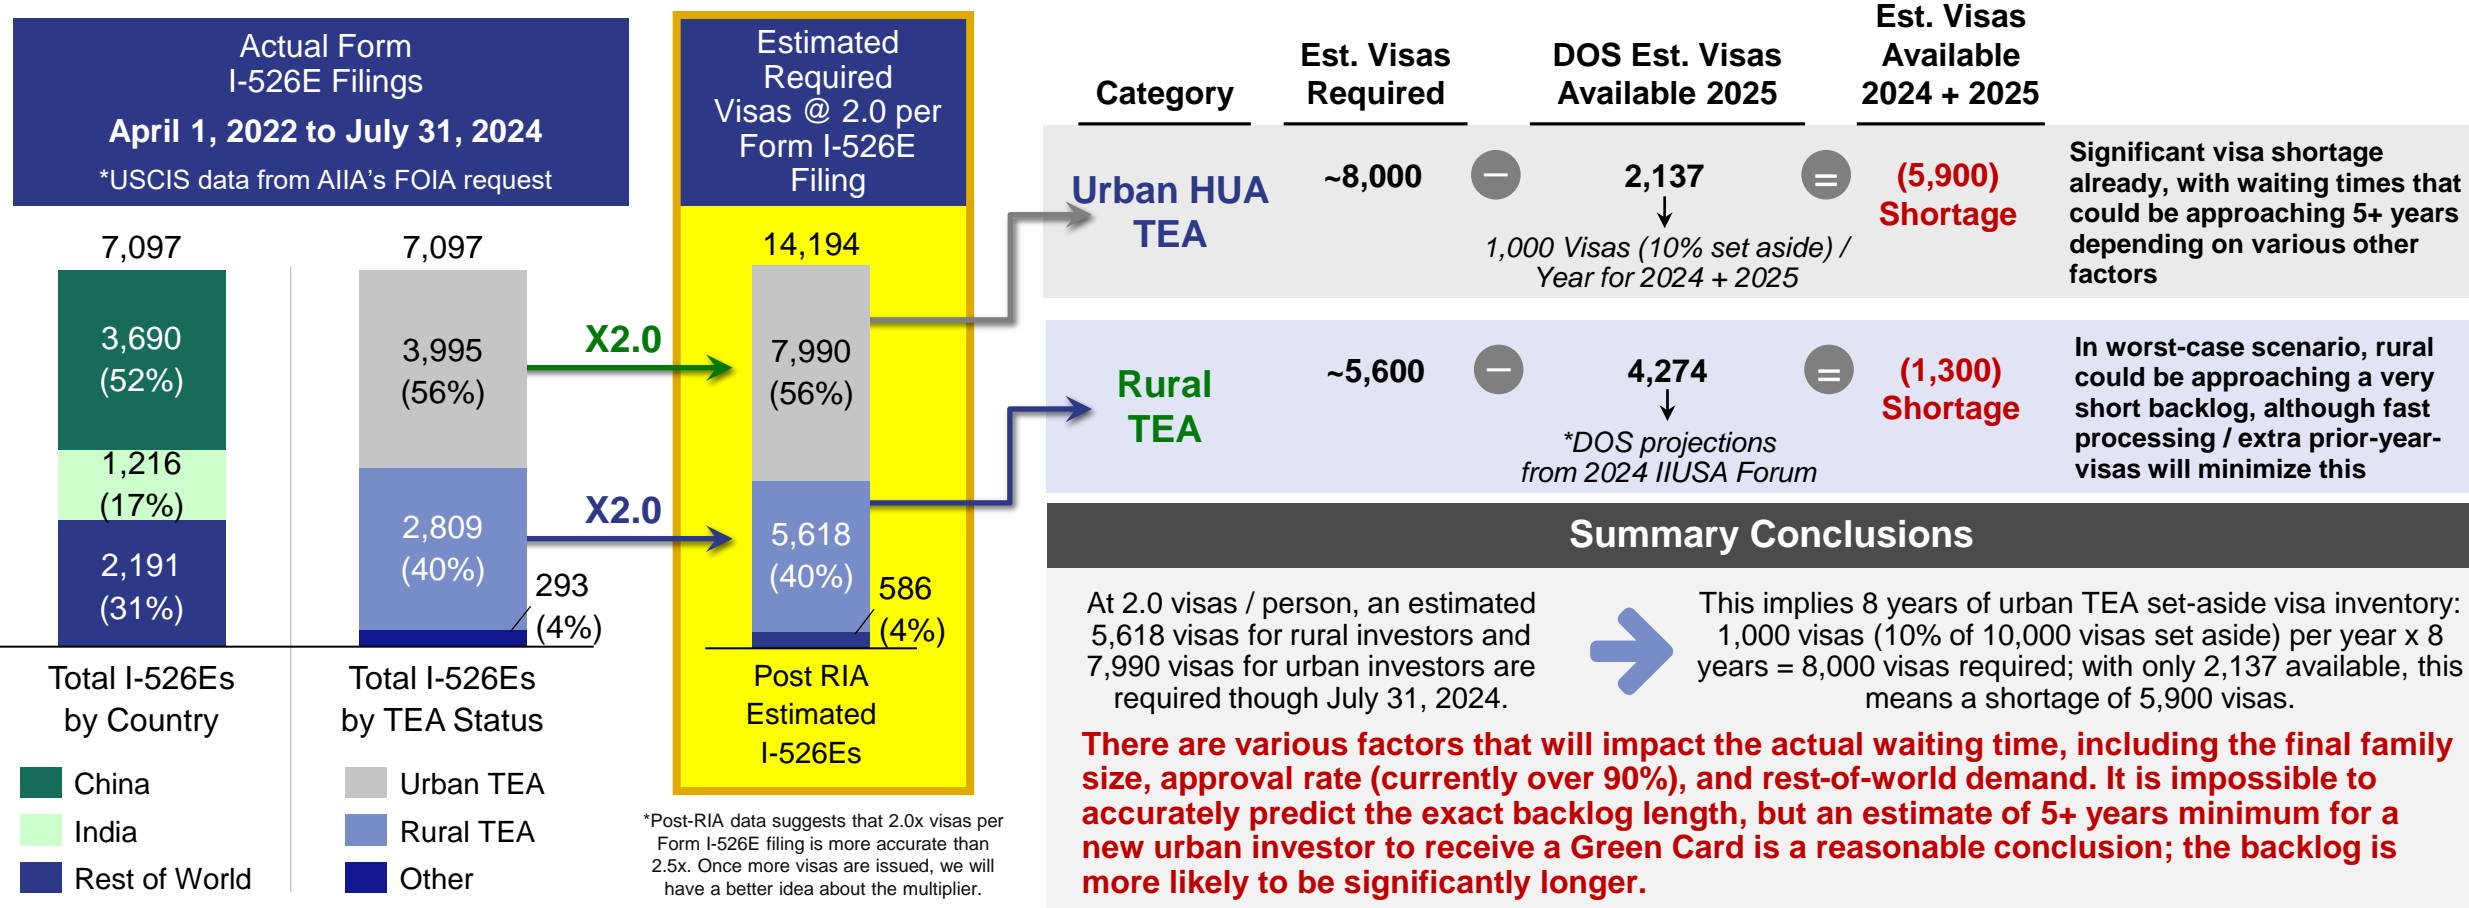 Actual Form
I-526E Filings
April 1, 2022 to July 31, 2024
*USCIS data from AIIA's FOIA request
7,097
3,690
(52%)
1,216
(17%)
2,191
(31%)
Total I-526Es
by Country
China
India
Rest of World
7,097
3,995
(56%)
2,809
(40%)
293
(4%)
Total I-526Es
by TEA Status
Urban TEA
Rural TEA
Other
X2.0
X2.0
Estimated
Required
Visas @ 2.0 per
Form I-526E
Filing
14,194
7,990
(56%)
5,618
(40%)
586
(4%)
Post RIA
Estimated
I-526Es
*Post-RIA data suggests that 2.0x visas per
Form I-526E filing is more accurate than
2.5x. Once more visas are issued, we will
have a better idea about the multiplier.
Category
Est. Visas
Required
DOS Est. Visas
Available 2025
Est. Visas
Available
2024 + 2025
Urban HUA
TEA
~8,000
–
2,137
=
(5,900)
Shortage
1,000 Visas (10% set aside) /
Year for 2024 + 2025
Significant visa shortage
already, with waiting times that
could be approaching 5+ years
depending on various other
factors
Rural
TEA
~5,600
–
4,274
=
(1,300)
Shortage
*DOS projections
from 2024 IIUSA Forum
In worst-case scenario, rural
could be approaching a very
short backlog, although fast
processing / extra prior-year-
visas will minimize this
Summary Conclusions
At 2.0 visas / person, an estimated
5,618 visas for rural investors and
7,990 visas for urban investors are
required though July 31, 2024.
This implies 8 years of urban TEA set-aside visa inventory:
1,000 visas (10% of 10,000 visas set aside) per year x 8
years = 8,000 visas required; with only 2,137 available, this
means a shortage of 5,900 visas.
There are various factors that will impact the actual waiting time, including the final family
size, approval rate (currently over 90%), and rest-of-world demand. It is impossible to
accurately predict the exact backlog length, but an estimate of 5+ years minimum for a
new urban investor to receive a Green Card is a reasonable conclusion; the backlog is
more likely to be significantly longer.